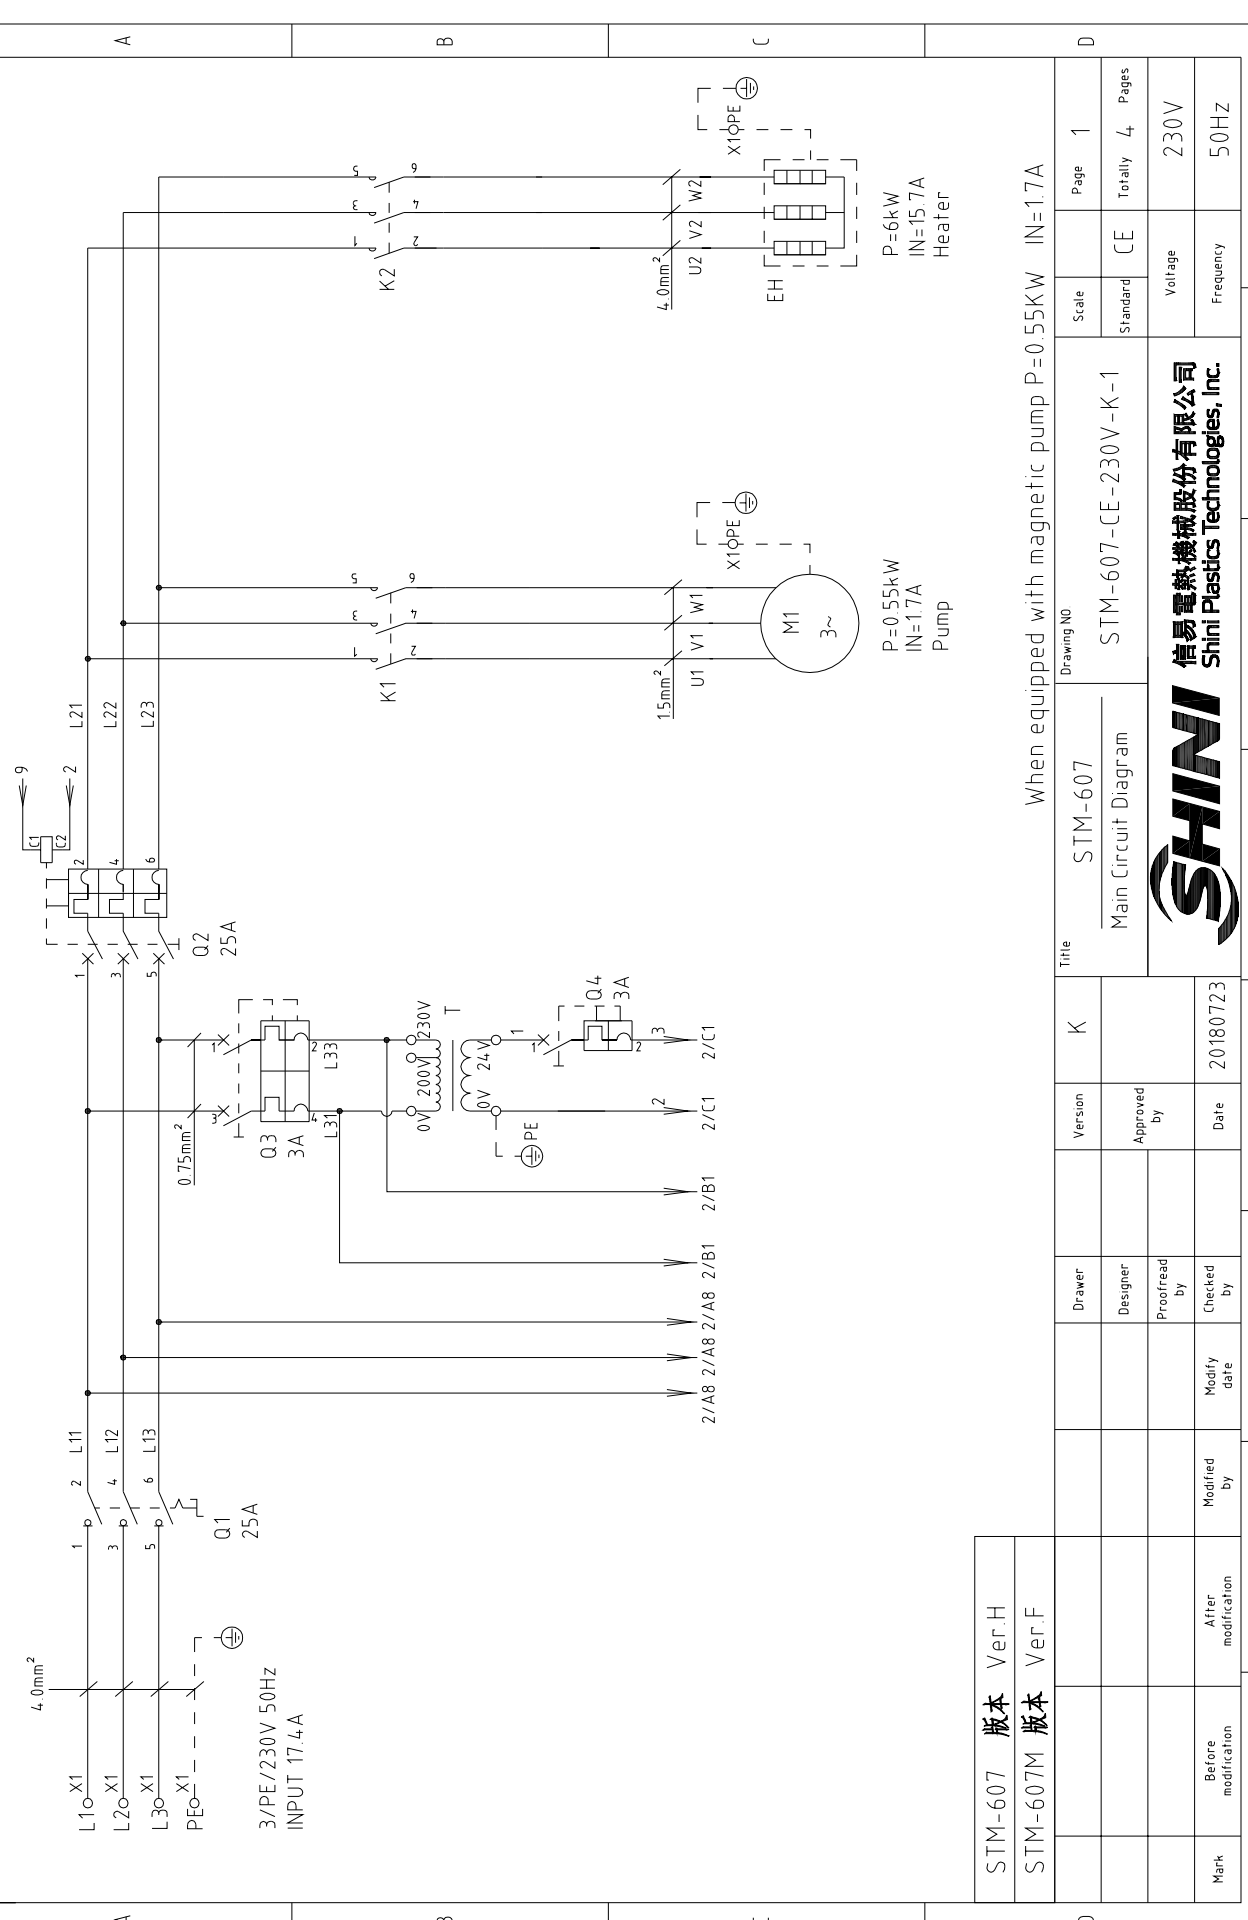 A
B
C
D
4.0mm²
L1 X1
L2 X1
L3 X1
PE X1
3/PE/230V 50Hz
INPUT 17.4A
1 2
3 4
5 6
Q1
25A
L11
L12
L13
2/A8 2/A8 2/A8 2/B1 2/B1 2/C1 2/C1
0.75mm²
3 1
Q3
3A
4 2
L31 L33
0V 200V 230V
T
0V 24V
PE
1
1
2
Q4
3A
2 3
1 2
3 4
5 6
Q2
25A
C1
C2
9
2
L21
L22
L23
K1
1 3 5
2 4 6
1.5mm²
U1 V1 W1
X1 PE
M1
3~
P=0.55kW
IN=1.7A
Pump
K2
1 3 5
2 4 6
4.0mm²
U2 V2 W2
X1 PE
EH
P=6kW
IN=15.7A
Heater
When equipped with magnetic pump P=0.55KW IN=1.7A
STM-607 版本 Ver.H
STM-607M 版本 Ver.F
Mark
Before modification
After modification
Modified by
Modify date
Drawer
Designer
Proofread by
Checked by
Version K
Approved by
Date 20180723
Title
STM-607
Main Circuit Diagram
Drawing NO
STM-607-CE-230V-K-1
SHINI
信易電熱機械股份有限公司
Shini Plastics Technologies, Inc.
Scale
Page 1
Standard CE
Totally 4 Pages
Voltage 230V
Frequency 50Hz
A
B
D